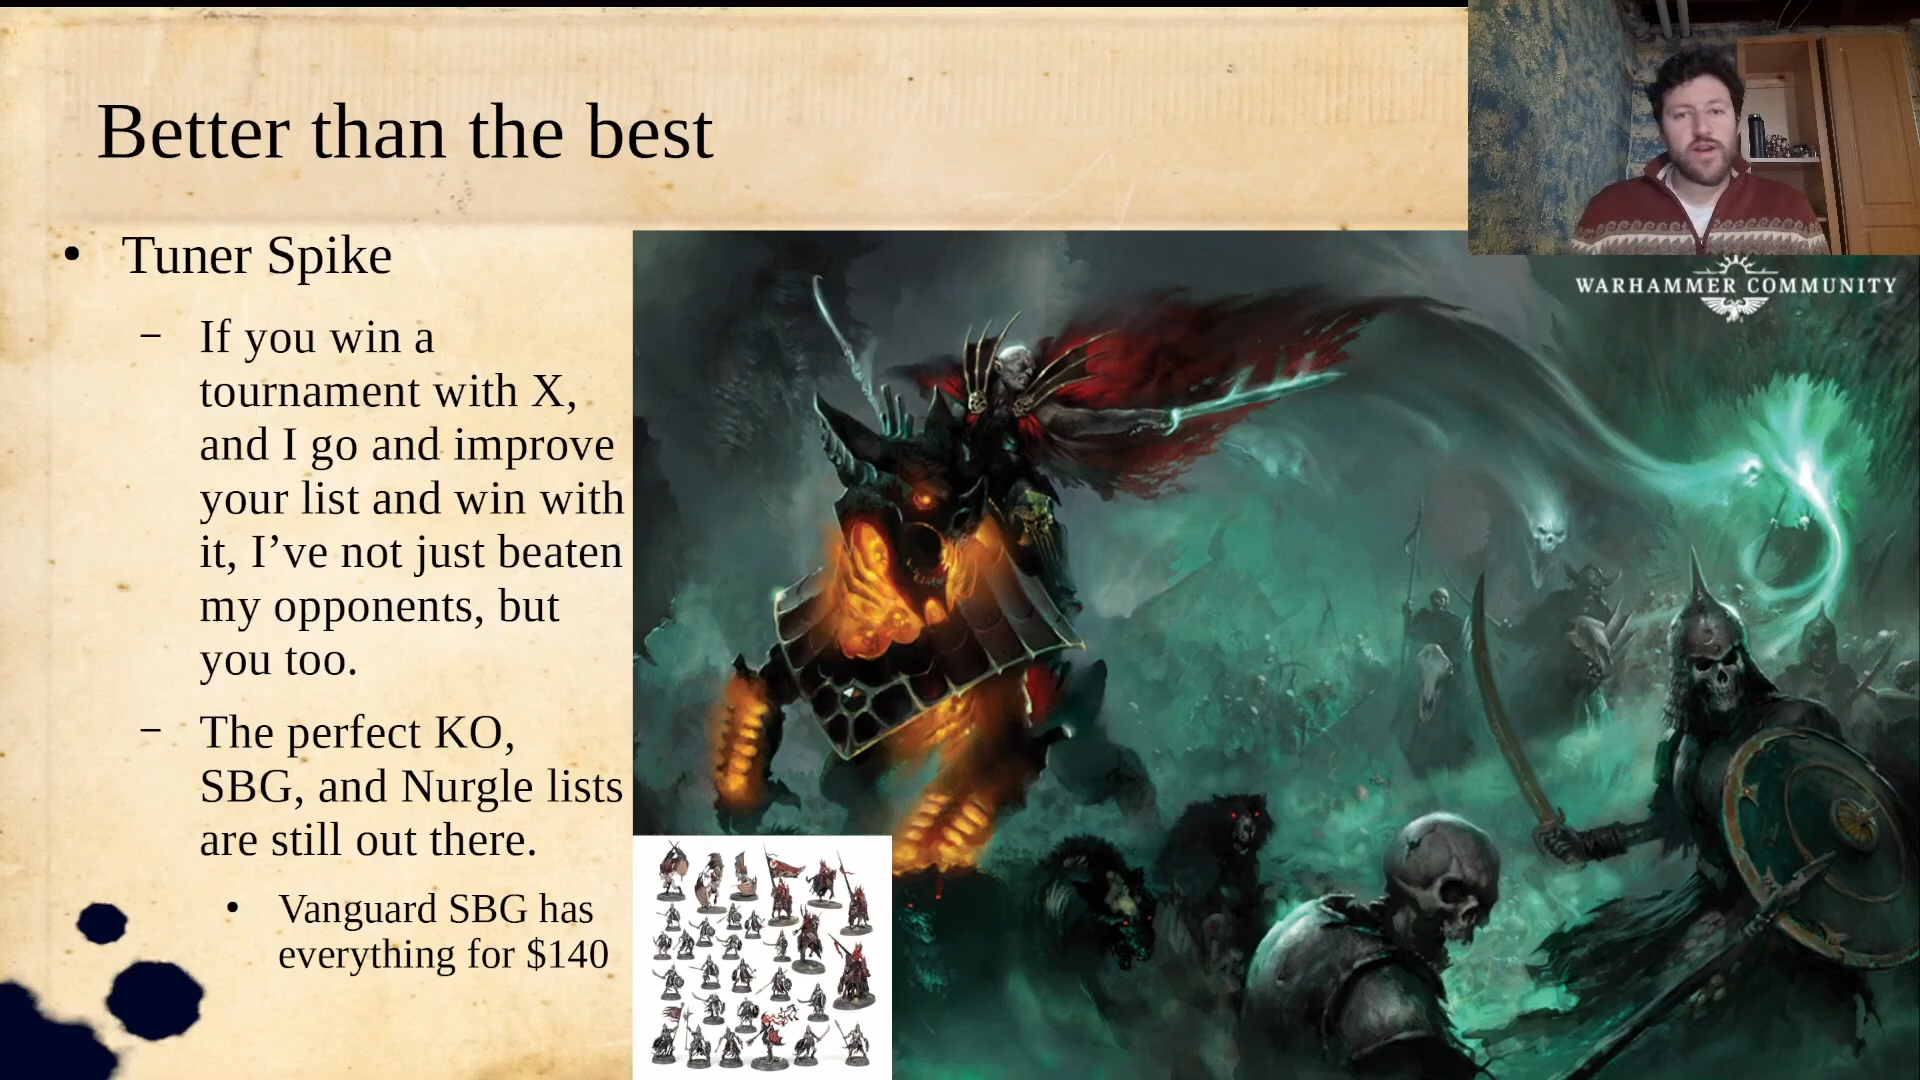 Better than the best
• Tuner Spike
– If you win a
tournament with X,
and I go and improve
your list and win with
it, I’ve not just beaten
my opponents, but
you too.
– The perfect KO,
SBG, and Nurgle lists
are still out there.
• Vanguard SBG has
everything for $140
WARHAMMER COMMUNITY